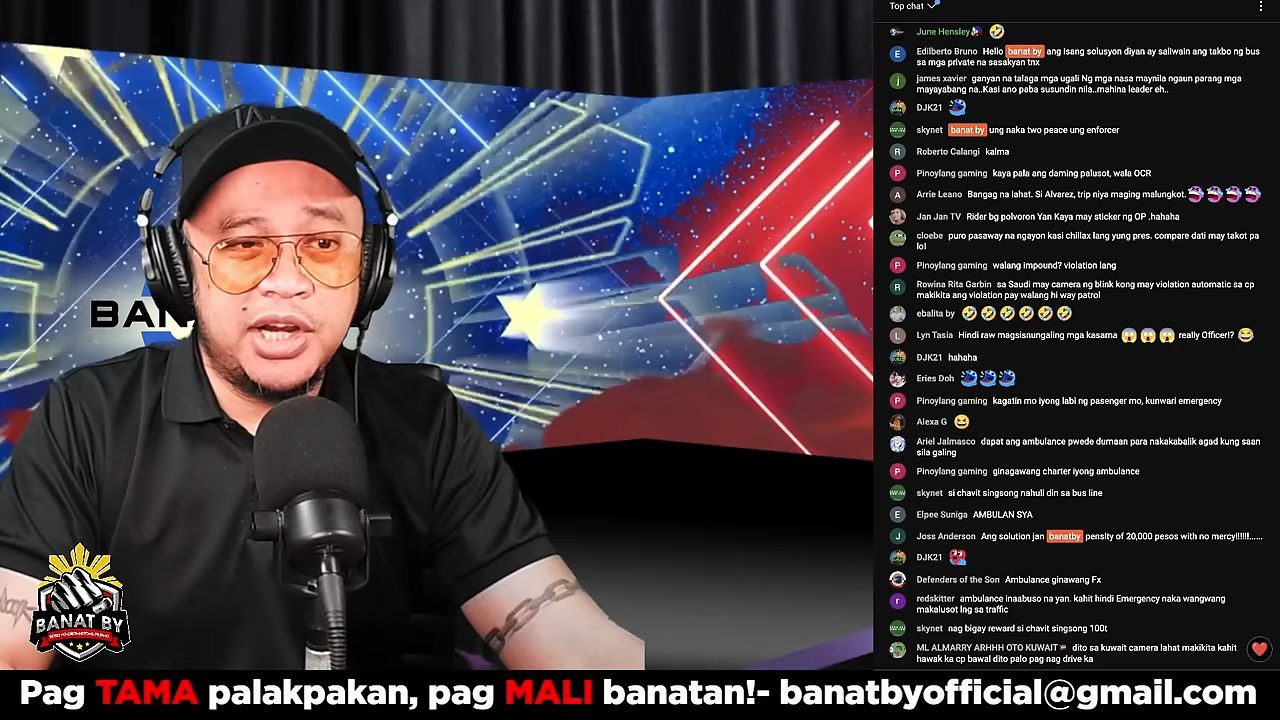 Top chat
June Hensley
Edilberto Bruno Hello banat by ang isang solusyon diyan ay saliwain ang takbo ng bus
sa mga private na sasakyan tnx
james xavier ganyan na talaga mga ugali Ng mga nasa maynila ngaun parang mga
mayayabang na..Kasi ano paba susundin nila..mahina leader eh..
DJK21
skynet banat by ung naka two peace ung enforcer
Roberto Calangi kalma
Pinoylang gaming kaya pala ang daming palusot, wala OCR
Arrie Leano Bangag na lahat. Si Alvarez, trip niya maging malungkot.
Jan Jan TV Rider bg polvoron Yan Kaya may sticker ng OP .hahaha
cloebe puro pasaway na ngayon kasi chillax lang yung pres. compare dati may takot pa
lol
Pinoylang gaming walang impound? violation lang
Rowina Rita Garbin sa Saudi may camera ng blink kong may violation automatic sa cp
makikita ang violation pay walang hi way patrol
ebalita by
Lyn Tasia Hindi raw magsisnungaling mga kasama really Officer!?
DJK21 hahaha
Eries Doh
Pinoylang gaming kagatin mo iyong labi ng pasenger mo, kunwari emergency
Alexa G
Ariel Jalmasco dapat ang ambulance pwede dumaan para nakakabalik agad kung saan
sila galing
Pinoylang gaming ginagawang charter iyong ambulance
skynet si chavit singsong nahuli din sa bus line
Elpee Suniga AMBULAN SYA
Joss Anderson Ang solution jan banatby penslty of 20,000 pesos with no mercy!!!!!!......
DJK21
Defenders of the Son Ambulance ginawang Fx
redskitter ambulance inaabuso na yan. kahit hindi Emergency naka wangwang
makalusot lng sa traffic
skynet nag bigay reward si chavit singsong 100t
ML ALMARRY ARHHH OTO KUWAIT dito sa kuwait camera lahat makikita kahit
hawak ka cp bawal dito palo pag nag drive ka
BAN
BANAT BY
Pag TAMA palakpakan, pag MALI banatan!- banatbyofficial@gmail.com